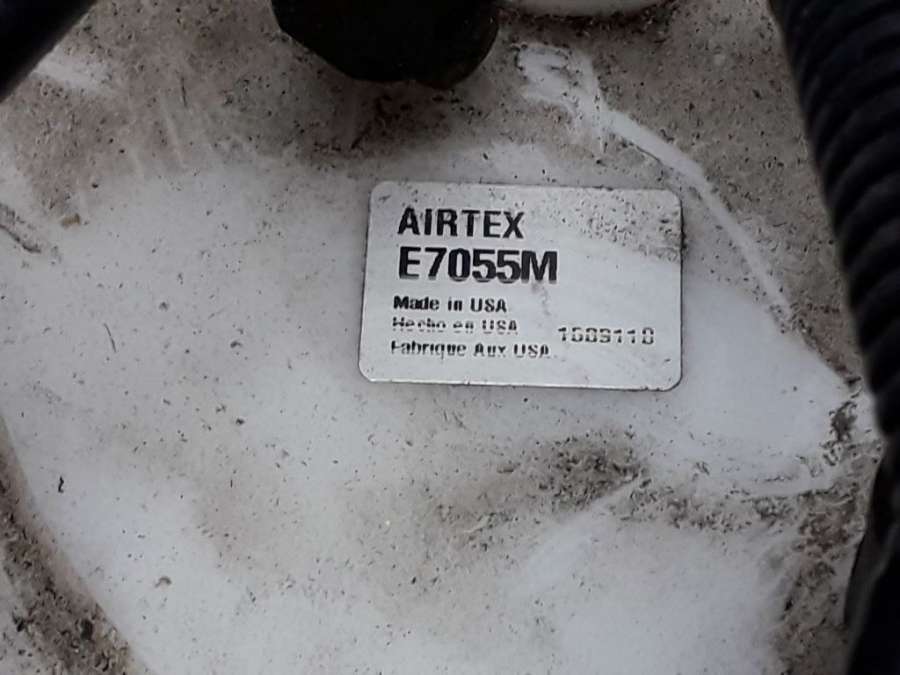 AIRTEX
E7055M
Made in USA
Hecho en USA
Fabrique Aux USA